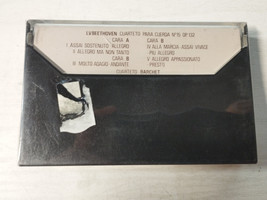 L.V.BEETHOVEN CUARTETO PARA CUERDA Nº15 OP.132
CARA A CARA B
I. ASSAI SOSTENUTO ALLEGRO IV ALLA MARCIA ASSAI VIVACE
II. ALLEGRO MA NON TANTO PIU ALLEGRO
CARA B V. ALLEGRO APPASSIONATO
III. MOLTO ADAGIO ANDANTE PRESTO
CUARTETO BARCHET